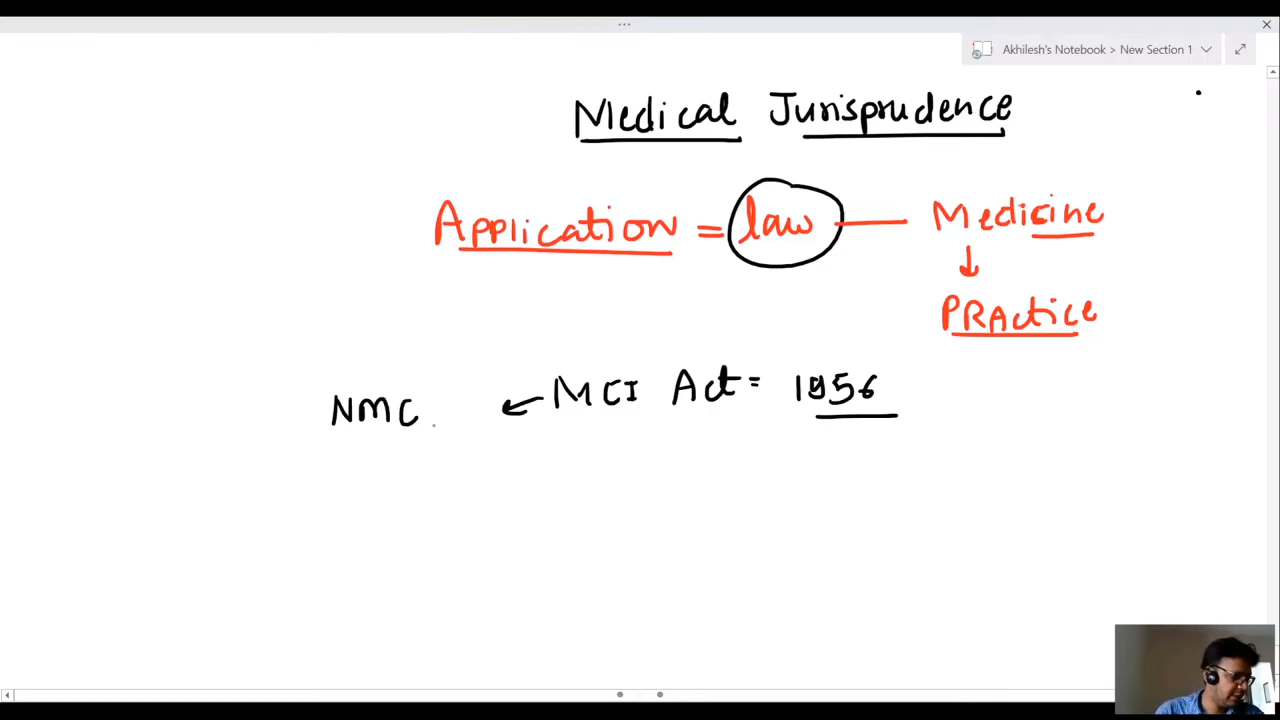 Akhilesh's Notebook > New Section 1
Medical Jurisprudence
Application = law — Medicine
↓
PRActice
NMC ← MCI Act = 1956